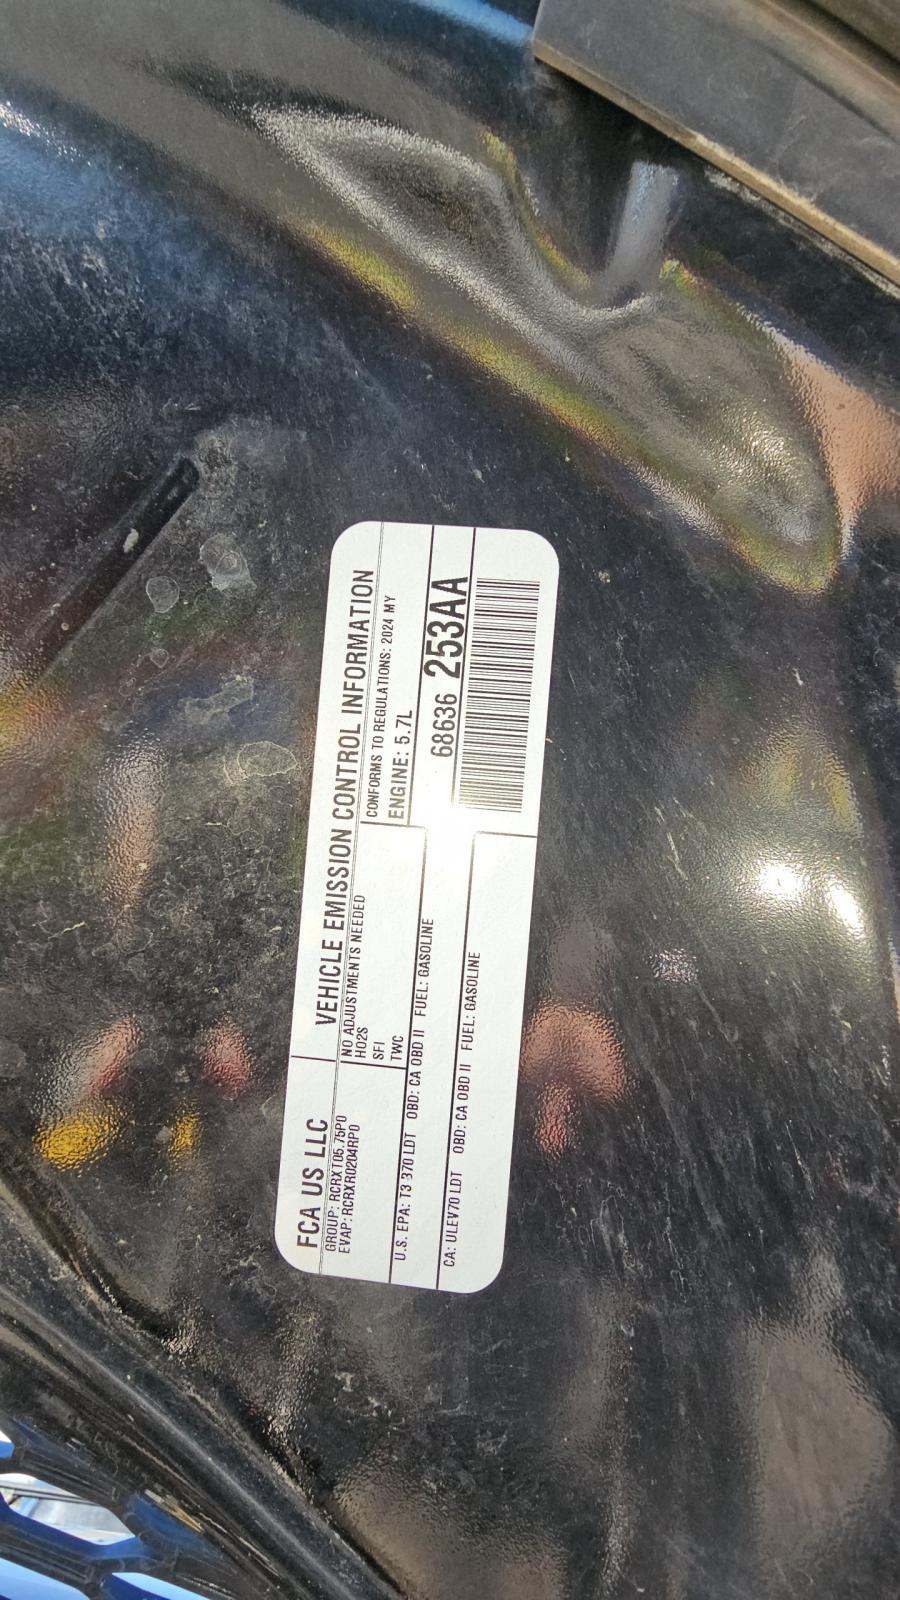 FCA US LLC
VEHICLE EMISSION CONTROL INFORMATION
GROUP: RCRXT05.75P0
EVAP: RCRXR0204RP0
NO ADJUSTMENTS NEEDED
HO2S
SFI
TWC
CONFORMS TO REGULATIONS: 2024 MY
ENGINE: 5.7L
U.S. EPA: T3 B70 LDT OBD: CA OBD II FUEL: GASOLINE
CA: ULEV70 LDT OBD: CA OBD II FUEL: GASOLINE
68636 253AA